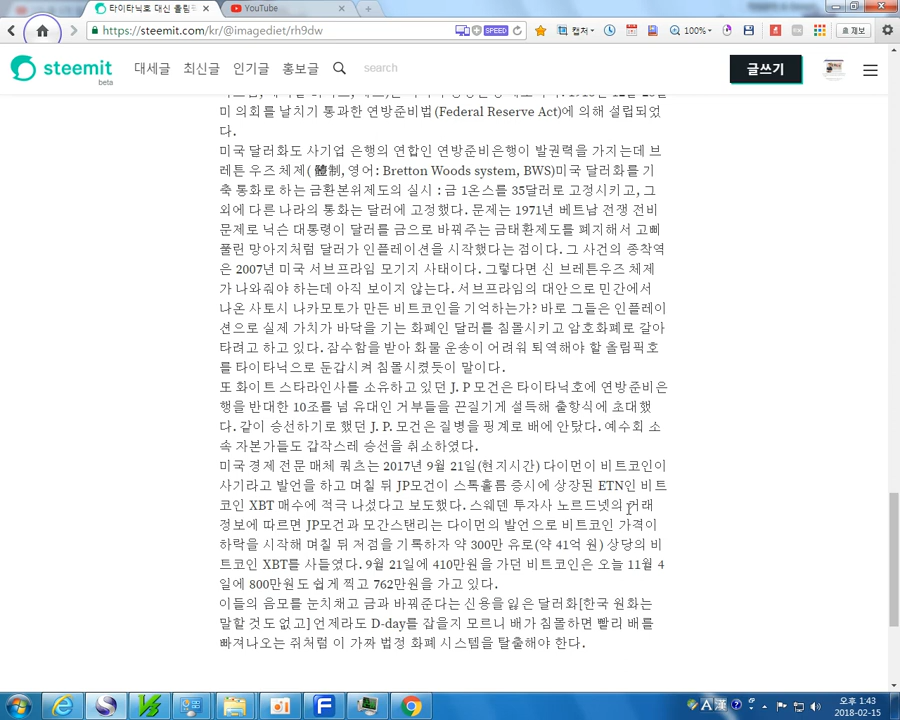 타이타닉호 대신 올림픽
YouTube
https://steemit.com/kr/@imagediet/rh9dw
SPEED
캡처
100%
steemit
beta
대세글
최신글
인기글
홍보글
search
글쓰기
미 의회를 날치기 통과한 연방준비법(Federal Reserve Act)에 의해 설립되었
다.
미국 달러화도 사기업 은행의 연합인 연방준비은행이 발권력을 가지는데 브
레튼 우즈 체제( 體制, 영어: Bretton Woods system, BWS)미국 달러화를 기
축 통화로 하는 금환본위제도의 실시 : 금 1온스를 35달러로 고정시키고, 그
외에 다른 나라의 통화는 달러에 고정했다. 문제는 1971년 베트남 전쟁 전비
문제로 닉슨 대통령이 달러를 금으로 바꿔주는 금태환제도를 폐지해서 고삐
풀린 망아지처럼 달러가 인플레이션을 시작했다는 점이다. 그 사건의 종착역
은 2007년 미국 서브프라임 모기지 사태이다. 그렇다면 신 브레튼우즈 체제
가 나와줘야 하는데 아직 보이지 않는다. 서브프라임의 대안으로 민간에서
나온 사토시 나카모토가 만든 비트코인을 기억하는가? 바로 그들은 인플레이
션으로 실제 가치가 바닥을 기는 화폐인 달러를 침몰시키고 암호화폐로 갈아
타려고 하고 있다. 잠수함을 받아 화물 운송이 어려워 퇴역해야 할 올림픽호
를 타이타닉으로 둔갑시켜 침몰시켰듯이 말이다.
또 화이트 스타라인사를 소유하고 있던 J. P 모건은 타이타닉호에 연방준비은
행을 반대한 10조를 넘 유대인 거부들을 끈질기게 설득해 출항식에 초대했
다. 같이 승선하기로 했던 J. P. 모건은 질병을 핑계로 배에 안탔다. 예수회 소
속 자본가들도 갑작스레 승선을 취소하였다.
미국 경제 전문 매체 쿼츠는 2017년 9월 21일(현지시간) 다이먼이 비트코인이
사기라고 발언을 하고 며칠 뒤 JP모건이 스톡홀름 증시에 상장된 ETN인 비트
코인 XBT 매수에 적극 나섰다고 보도했다. 스웨덴 투자사 노르드넷의 거래
정보에 따르면 JP모건과 모간스탠리는 다이먼의 발언으로 비트코인 가격이
하락을 시작해 며칠 뒤 저점을 기록하자 약 300만 유로(약 41억 원) 상당의 비
트코인 XBT를 사들였다. 9월 21일에 410만원을 가던 비트코인은 오늘 11월 4
일에 800만원도 쉽게 찍고 762만원을 가고 있다.
이들의 음모를 눈치채고 금과 바꿔준다는 신용을 잃은 달러화[한국 원화는
말할 것도 없고] 언제라도 D-day를 잡을지 모르니 배가 침몰하면 빨리 배를
빠져나오는 쥐처럼 이 가짜 법정 화폐 시스템을 탈출해야 한다.
A漢
오후 1:43
2018-02-15